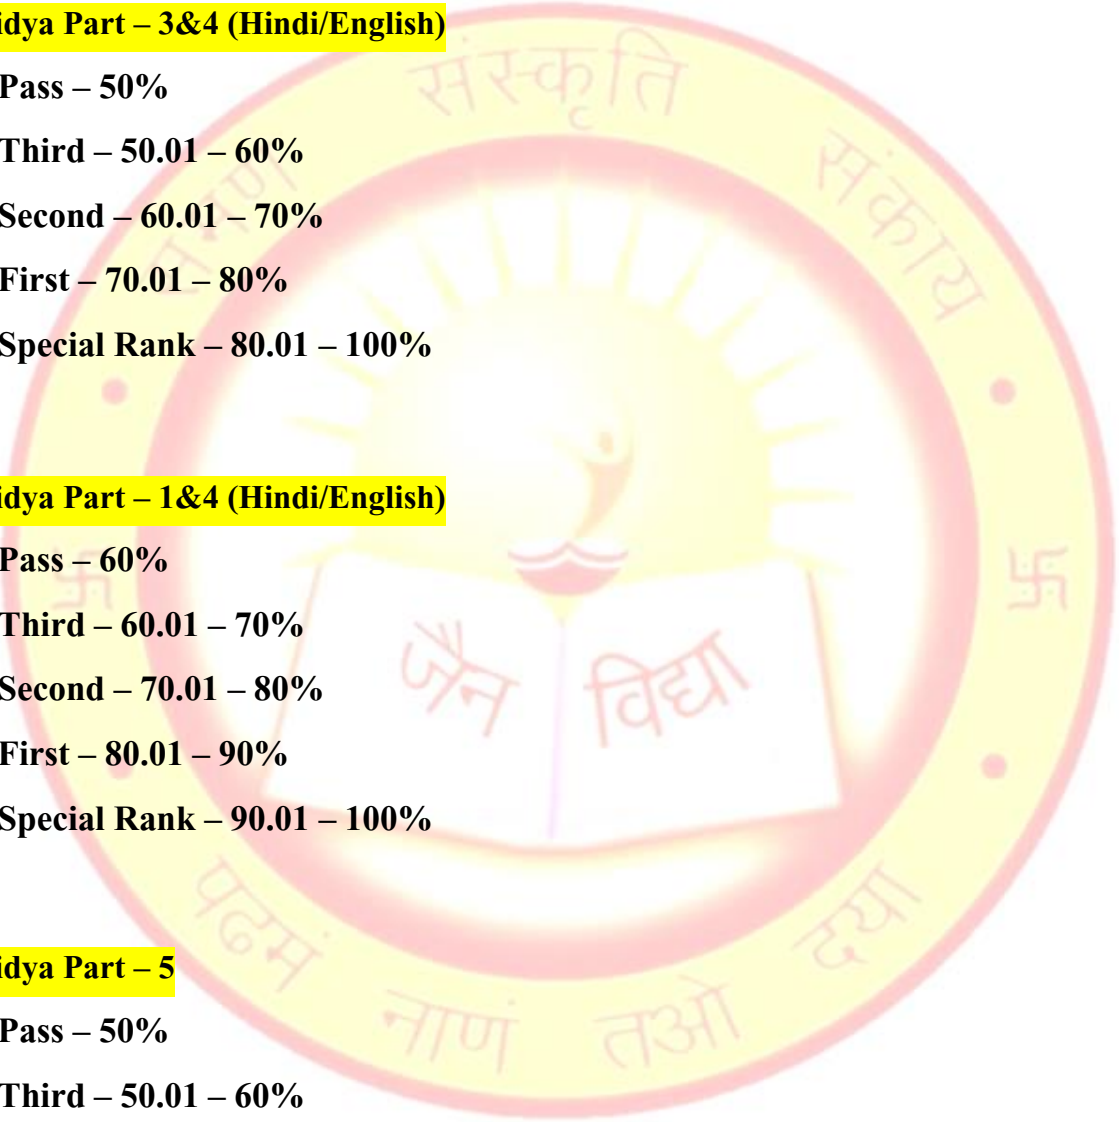 idya Part – 3&4 (Hindi/English)
Pass – 50%
Third – 50.01 – 60%
Second – 60.01 – 70%
First – 70.01 – 80%
Special Rank – 80.01 – 100%
idya Part – 1&4 (Hindi/English)
Pass – 60%
Third – 60.01 – 70%
Second – 70.01 – 80%
First – 80.01 – 90%
Special Rank – 90.01 – 100%
idya Part – 5
Pass – 50%
Third – 50.01 – 60%
संस्कृति संकाय
जैन विद्या
पढमं नाणं तओ दया